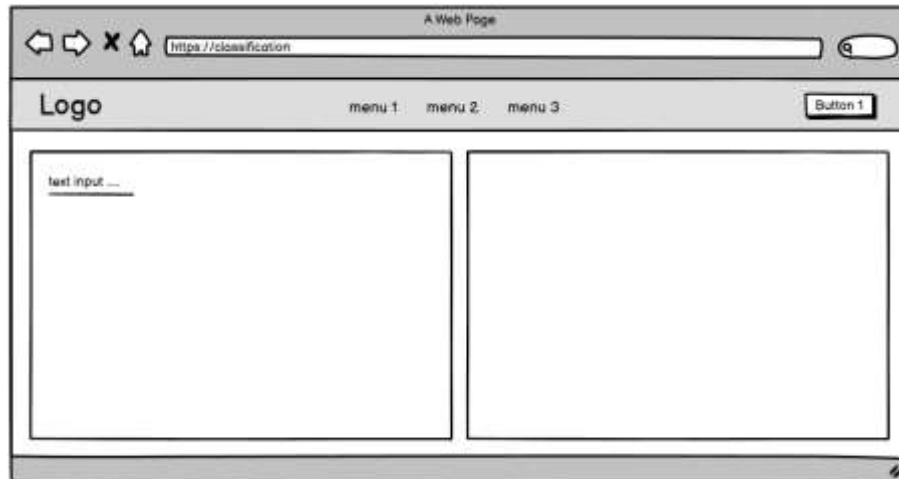 A Web Page
https://classification
Logo
menu 1 menu 2 menu 3
Button 1
text input ....